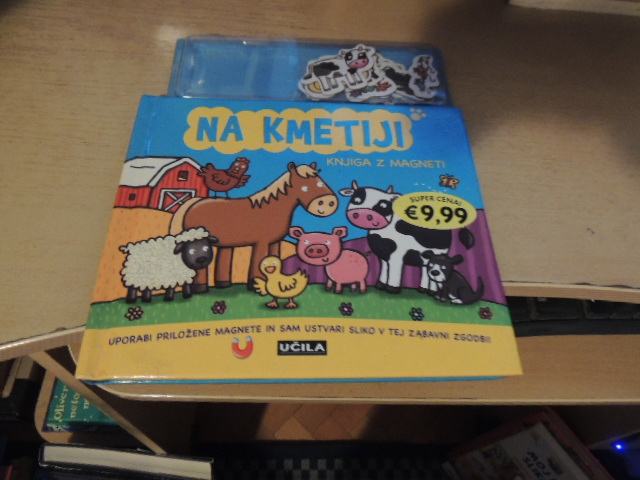 NA KMETIJI
KNJIGA Z MAGNETI
SUPER CENA!
€9,99
UPORABI PRILOŽENE MAGNETE IN SAM USTVARI SLIKO V TEJ ZABAVNI ZGODBI!
UČILA
Oliver